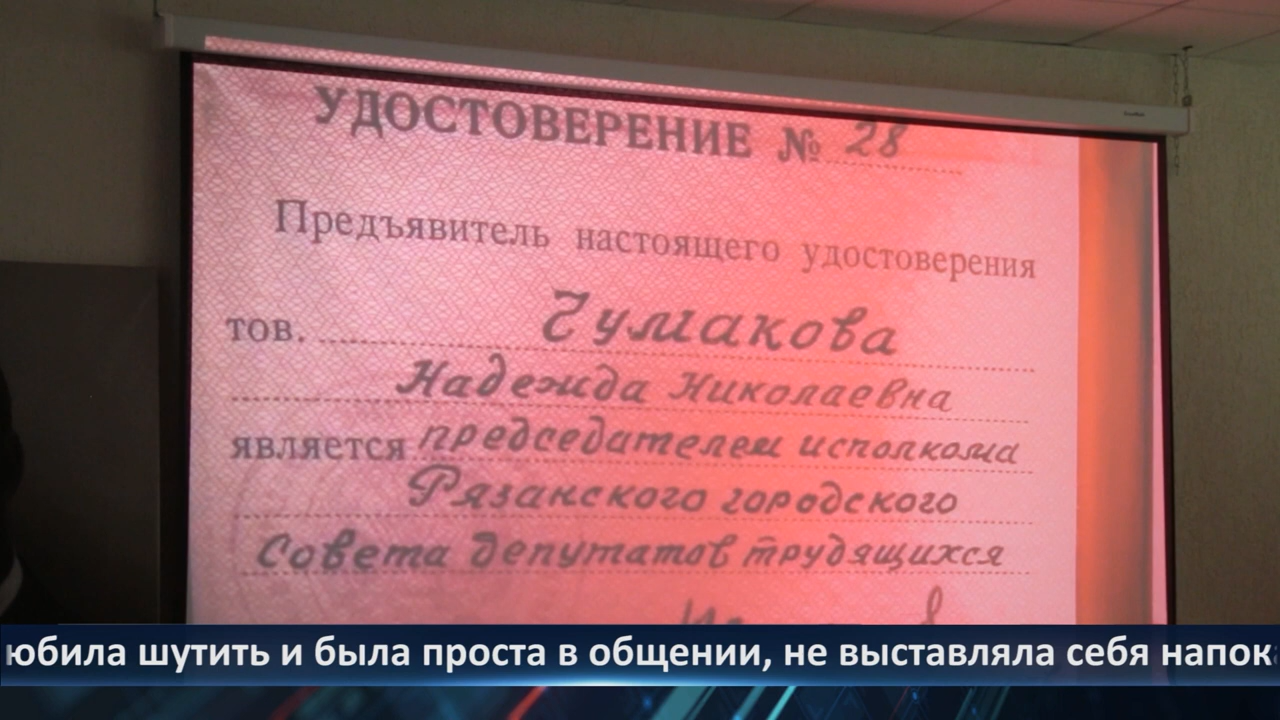 УДОСТОВЕРЕНИЕ № 28
Предъявитель настоящего удостоверения
тов. Чумакова
Надежда Николаевна
является председателем исполкома
Рязанского городского
Совета депутатов трудящихся
юбила шутить и была проста в общении, не выставляла себя напок